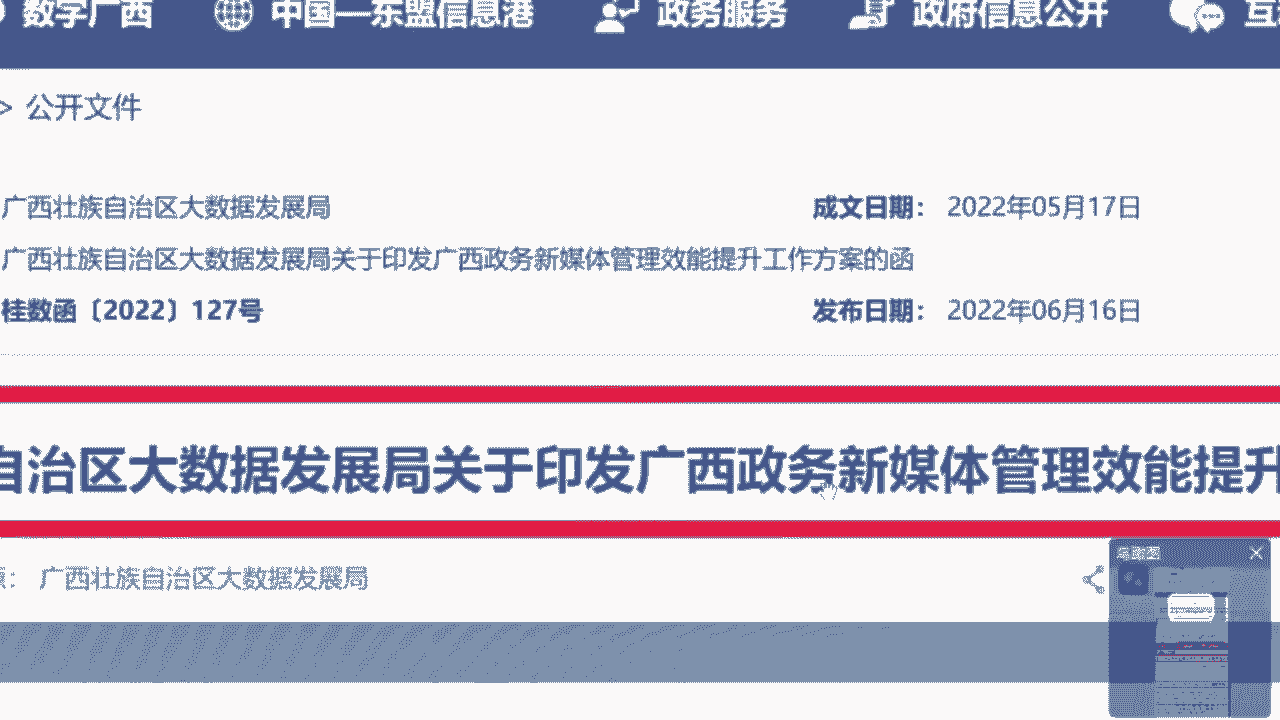 数字广西 中国—东盟信息港 政务服务 政府信息公开 互
> 公开文件
广西壮族自治区大数据发展局 成文日期： 2022年05月17日
广西壮族自治区大数据发展局关于印发广西政务新媒体管理效能提升工作方案的函
桂数函〔2022〕127号 发布日期： 2022年06月16日
自治区大数据发展局关于印发广西政务新媒体管理效能提升
源： 广西壮族自治区大数据发展局